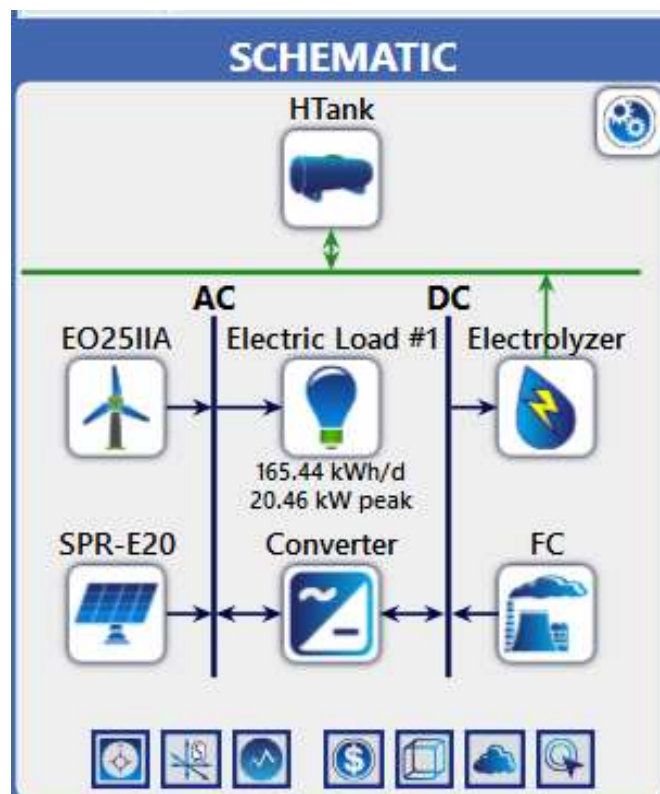 SCHEMATIC
HTank
AC DC
EO25IIA Electric Load #1 Electrolyzer
165.44 kWh/d
20.46 kW peak
SPR-E20 Converter FC